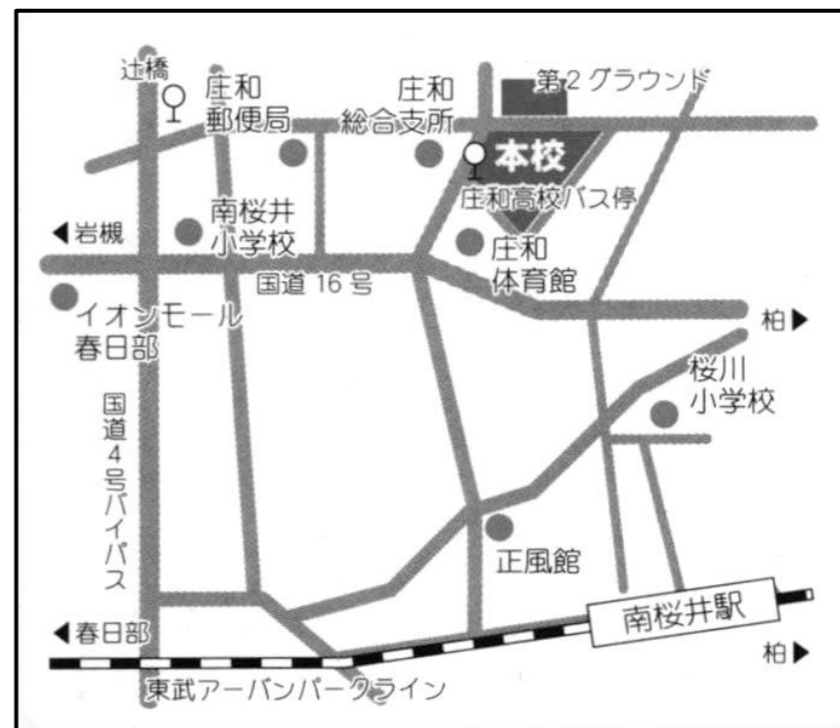 辻橋
庄和
郵便局
庄和
総合支所
第2グラウンド
本校
庄和高校バス停
◀岩槻
南桜井
小学校
国道 16 号
庄和
体育館
イオンモール
春日部
柏▶
桜川
小学校
国道4号バイパス
正風館
南桜井駅
◀春日部
柏▶
東武アーバンパークライン